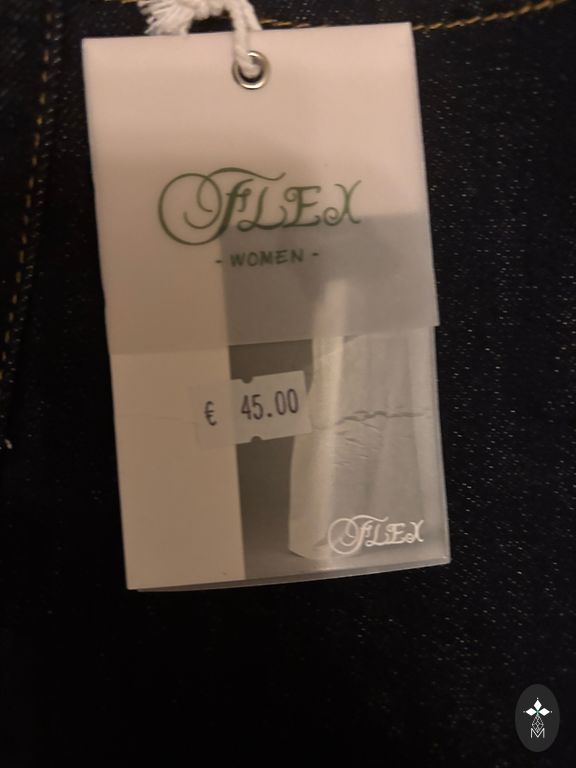 FLEX
- WOMEN -
€ 45.00
FLEX
M